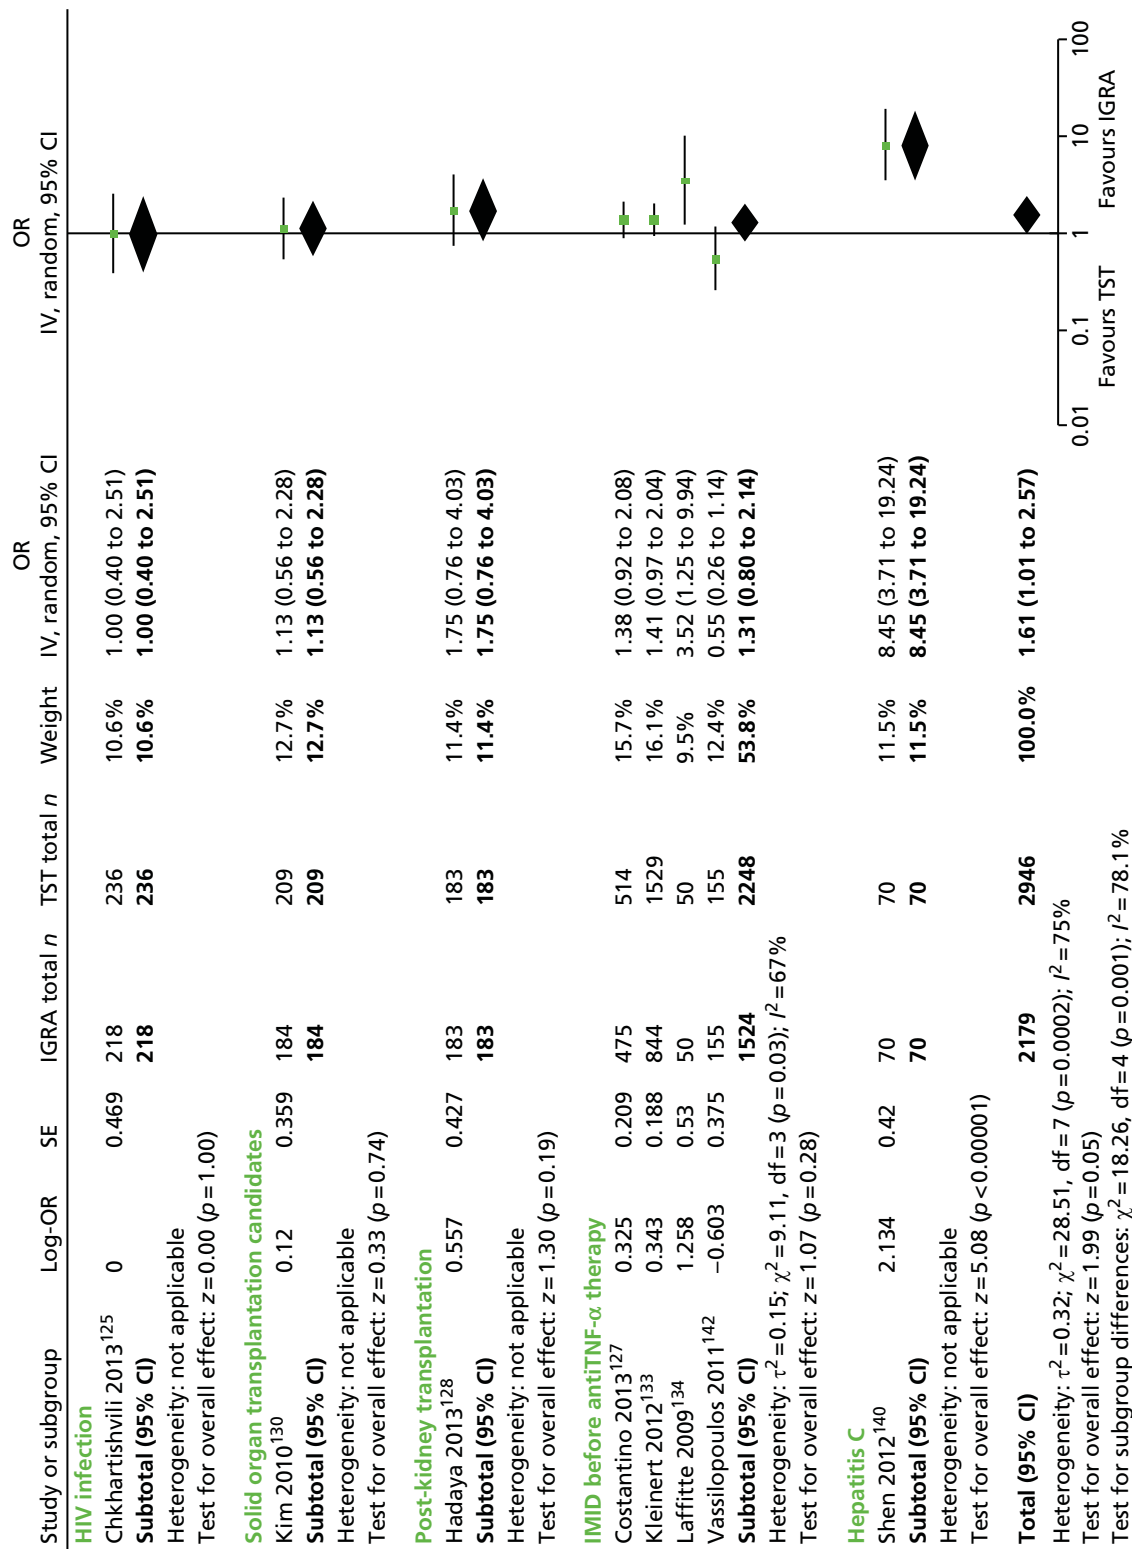 OR OR
Study or subgroup Log-OR SE IGRA total n TST total n Weight IV, random, 95% CI IV, random, 95% CI
HIV infection
Chkhartishvili 2013125 0 0.469 218 236 10.6% 1.00 (0.40 to 2.51)
Subtotal (95% CI) 218 236 10.6% 1.00 (0.40 to 2.51)
Heterogeneity: not applicable
Test for overall effect: z=0.00 (p=1.00)
Solid organ transplantation candidates
Kim 2010130 0.12 0.359 184 209 12.7% 1.13 (0.56 to 2.28)
Subtotal (95% CI) 184 209 12.7% 1.13 (0.56 to 2.28)
Heterogeneity: not applicable
Test for overall effect: z=0.33 (p=0.74)
Post-kidney transplantation
Hadaya 2013128 0.557 0.427 183 183 11.4% 1.75 (0.76 to 4.03)
Subtotal (95% CI) 183 183 11.4% 1.75 (0.76 to 4.03)
Heterogeneity: not applicable
Test for overall effect: z=1.30 (p=0.19)
IMID before antiTNF-α therapy
Costantino 2013127 0.325 0.209 475 514 15.7% 1.38 (0.92 to 2.08)
Kleinert 2012133 0.343 0.188 844 1529 16.1% 1.41 (0.97 to 2.04)
Laffitte 2009134 1.258 0.53 50 50 9.5% 3.52 (1.25 to 9.94)
Vassilopoulos 2011142 −0.603 0.375 155 155 12.4% 0.55 (0.26 to 1.14)
Subtotal (95% CI) 1524 2248 53.8% 1.31 (0.80 to 2.14)
Heterogeneity: τ2=0.15; χ2=9.11, df=3 (p=0.03); I2=67%
Test for overall effect: z=1.07 (p=0.28)
Hepatitis C
Shen 2012140 2.134 0.42 70 70 11.5% 8.45 (3.71 to 19.24)
Subtotal (95% CI) 70 70 11.5% 8.45 (3.71 to 19.24)
Heterogeneity: not applicable
Test for overall effect: z=5.08 (p<0.00001)
Total (95% CI) 2179 2946 100.0% 1.61 (1.01 to 2.57)
Heterogeneity: τ2=0.32; χ2=28.51, df=7 (p=0.0002); I2=75%
Test for overall effect: z=1.99 (p=0.05)
Test for subgroup differences: χ2=18.26, df=4 (p=0.001); I2=78.1%
0.01 0.1 1 10 100
Favours TST Favours IGRA